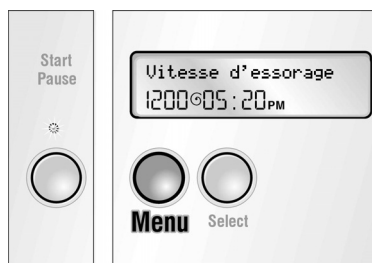 Start
Pause
Vitesse d'essorage
1200 05:20PM
Menu
Select